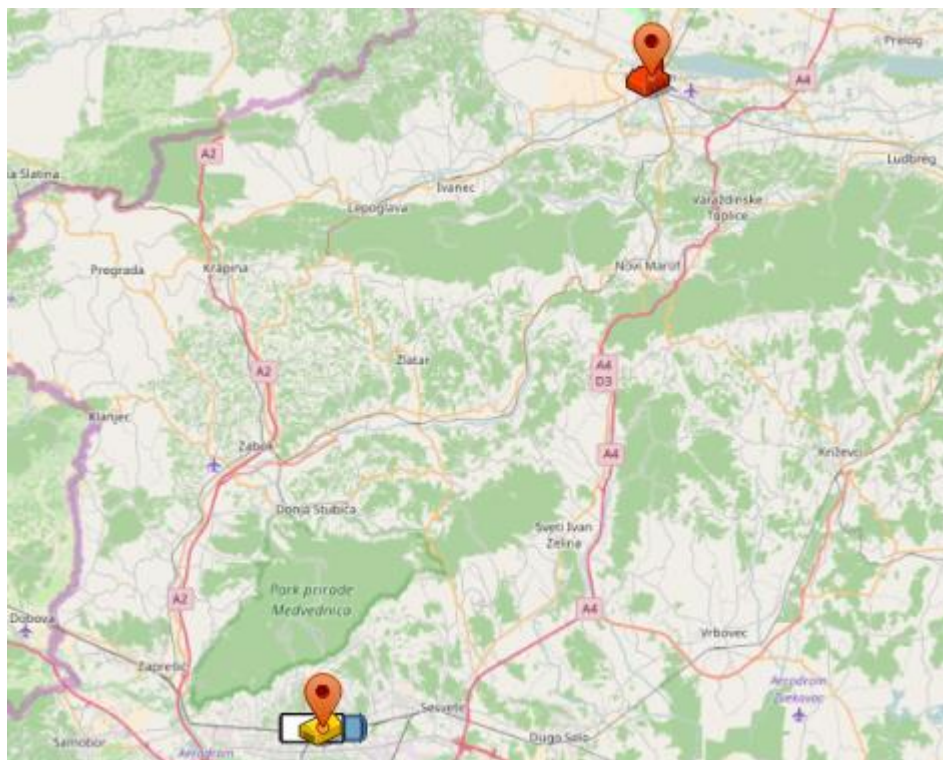 Prelog
A4
A2
Ludbreg
a Slatina
Ivanec
Lepoglava
Varaždinske
Toplice
Pregrada
Krapina
Novi Marof
Zlatar
A2
A4
D3
Klanjec
Zabok
A4
Križevci
Donja Stubica
Sveti Ivan
Zelina
Park prirode
Medvednica
A2
A4
Dobova
Vrbovec
Zaprešić
Aerodrom
Sesvete
Samobor
Dugo Selo
Aerodrom